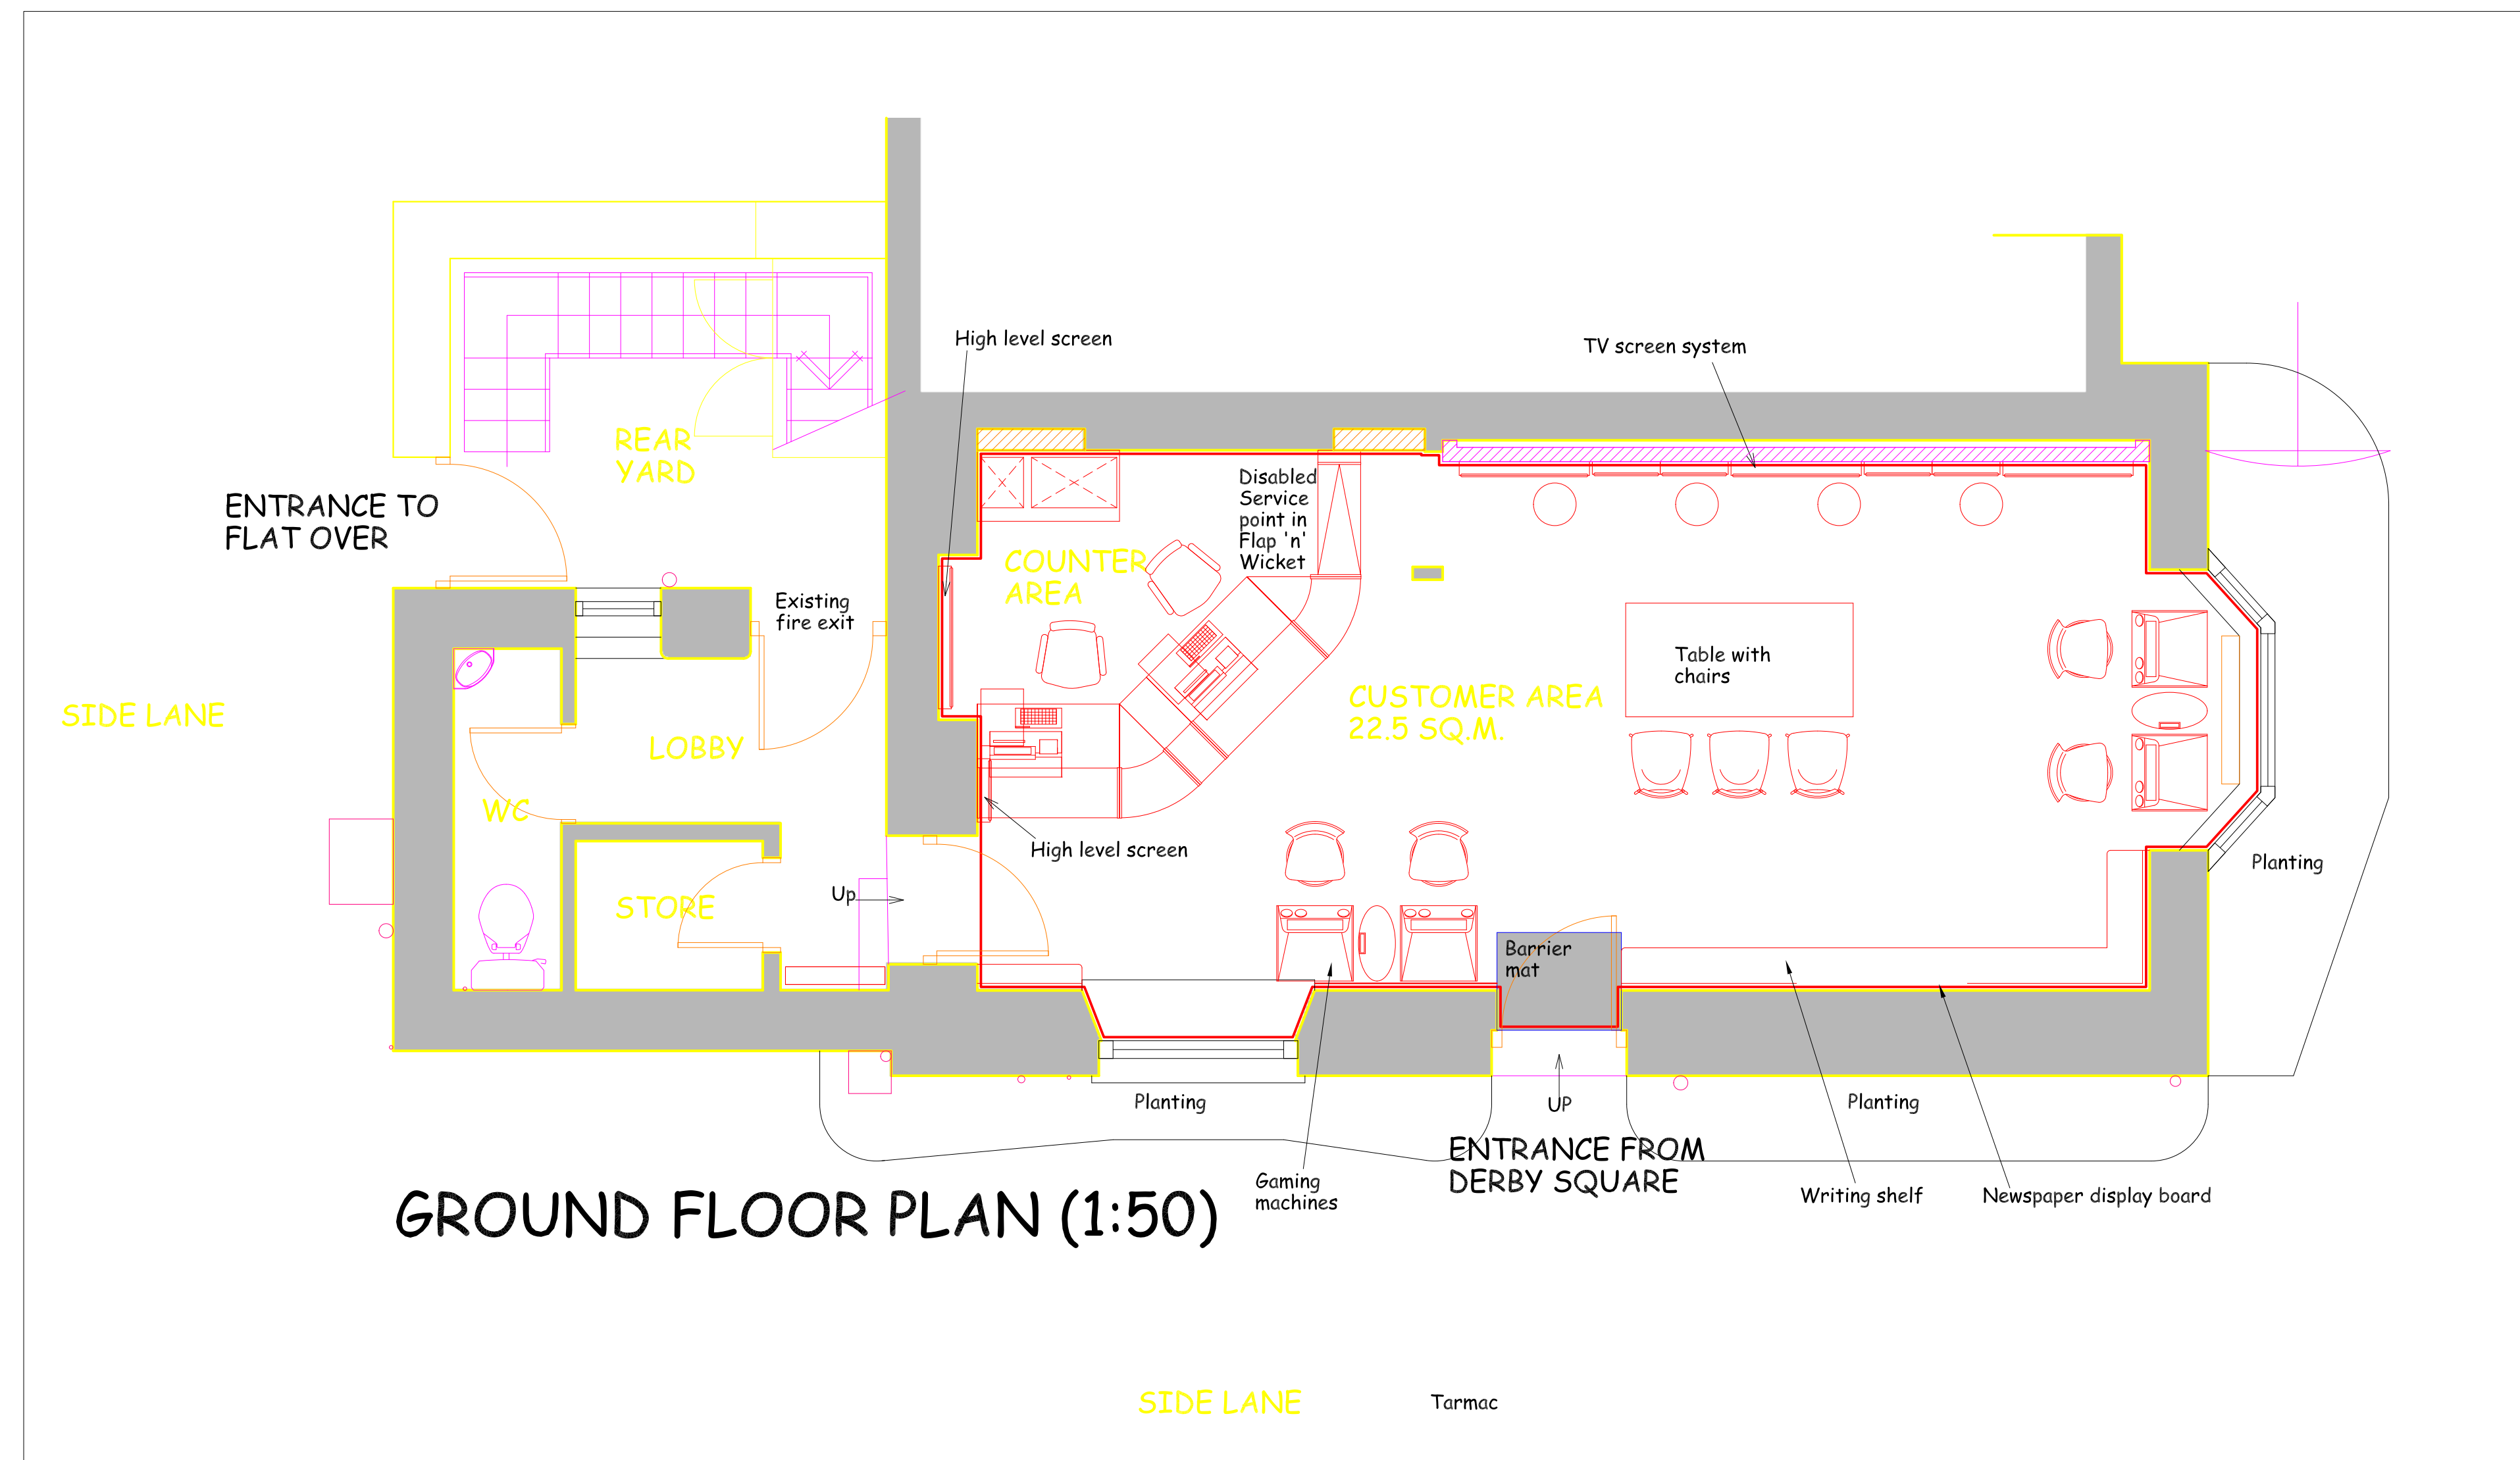 High level screen
TV screen system
REAR
YARD
ENTRANCE TO
FLAT OVER
Disabled
Service
point in
Flap 'n'
Wicket
COUNTER
AREA
Existing
fire exit
Table with
chairs
CUSTOMER AREA
22.5 SQ.M.
SIDE LANE
LOBBY
WC
High level screen
Planting
Up
STORE
Barrier
mat
Planting
UP
Planting
ENTRANCE FROM
DERBY SQUARE
Gaming
machines
Writing shelf
Newspaper display board
GROUND FLOOR PLAN (1:50)
SIDE LANE
Tarmac